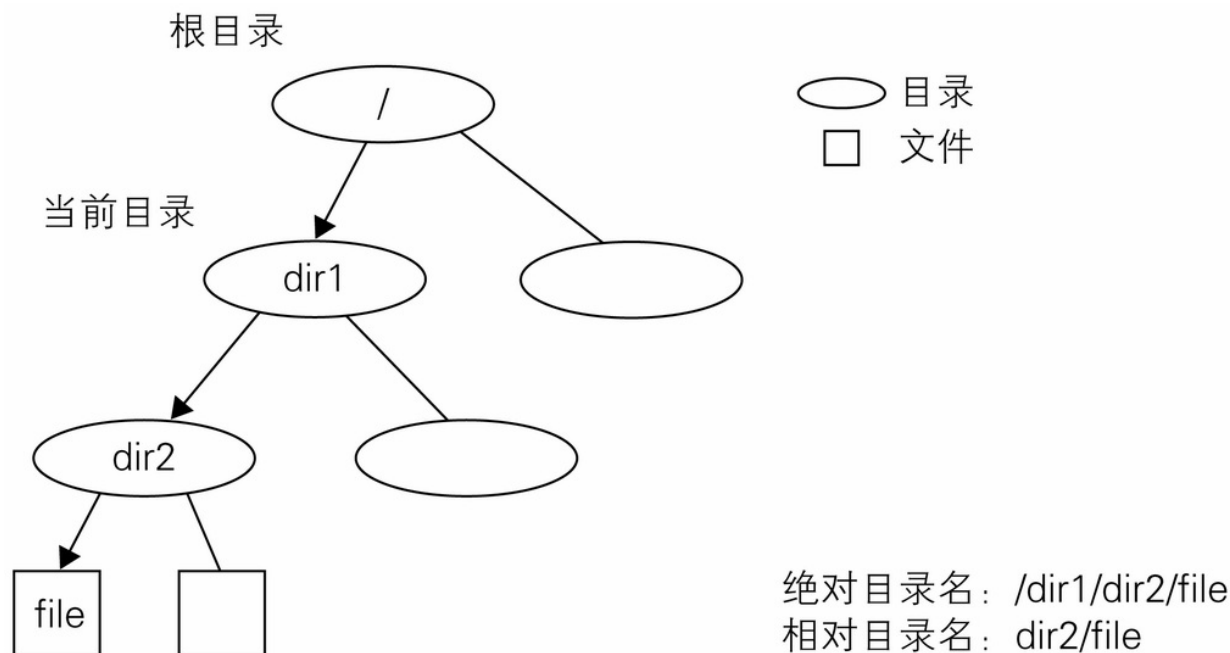 根目录
/
目录
文件
当前目录
dir1
dir2
file
绝对目录名：/dir1/dir2/file
相对目录名：dir2/file